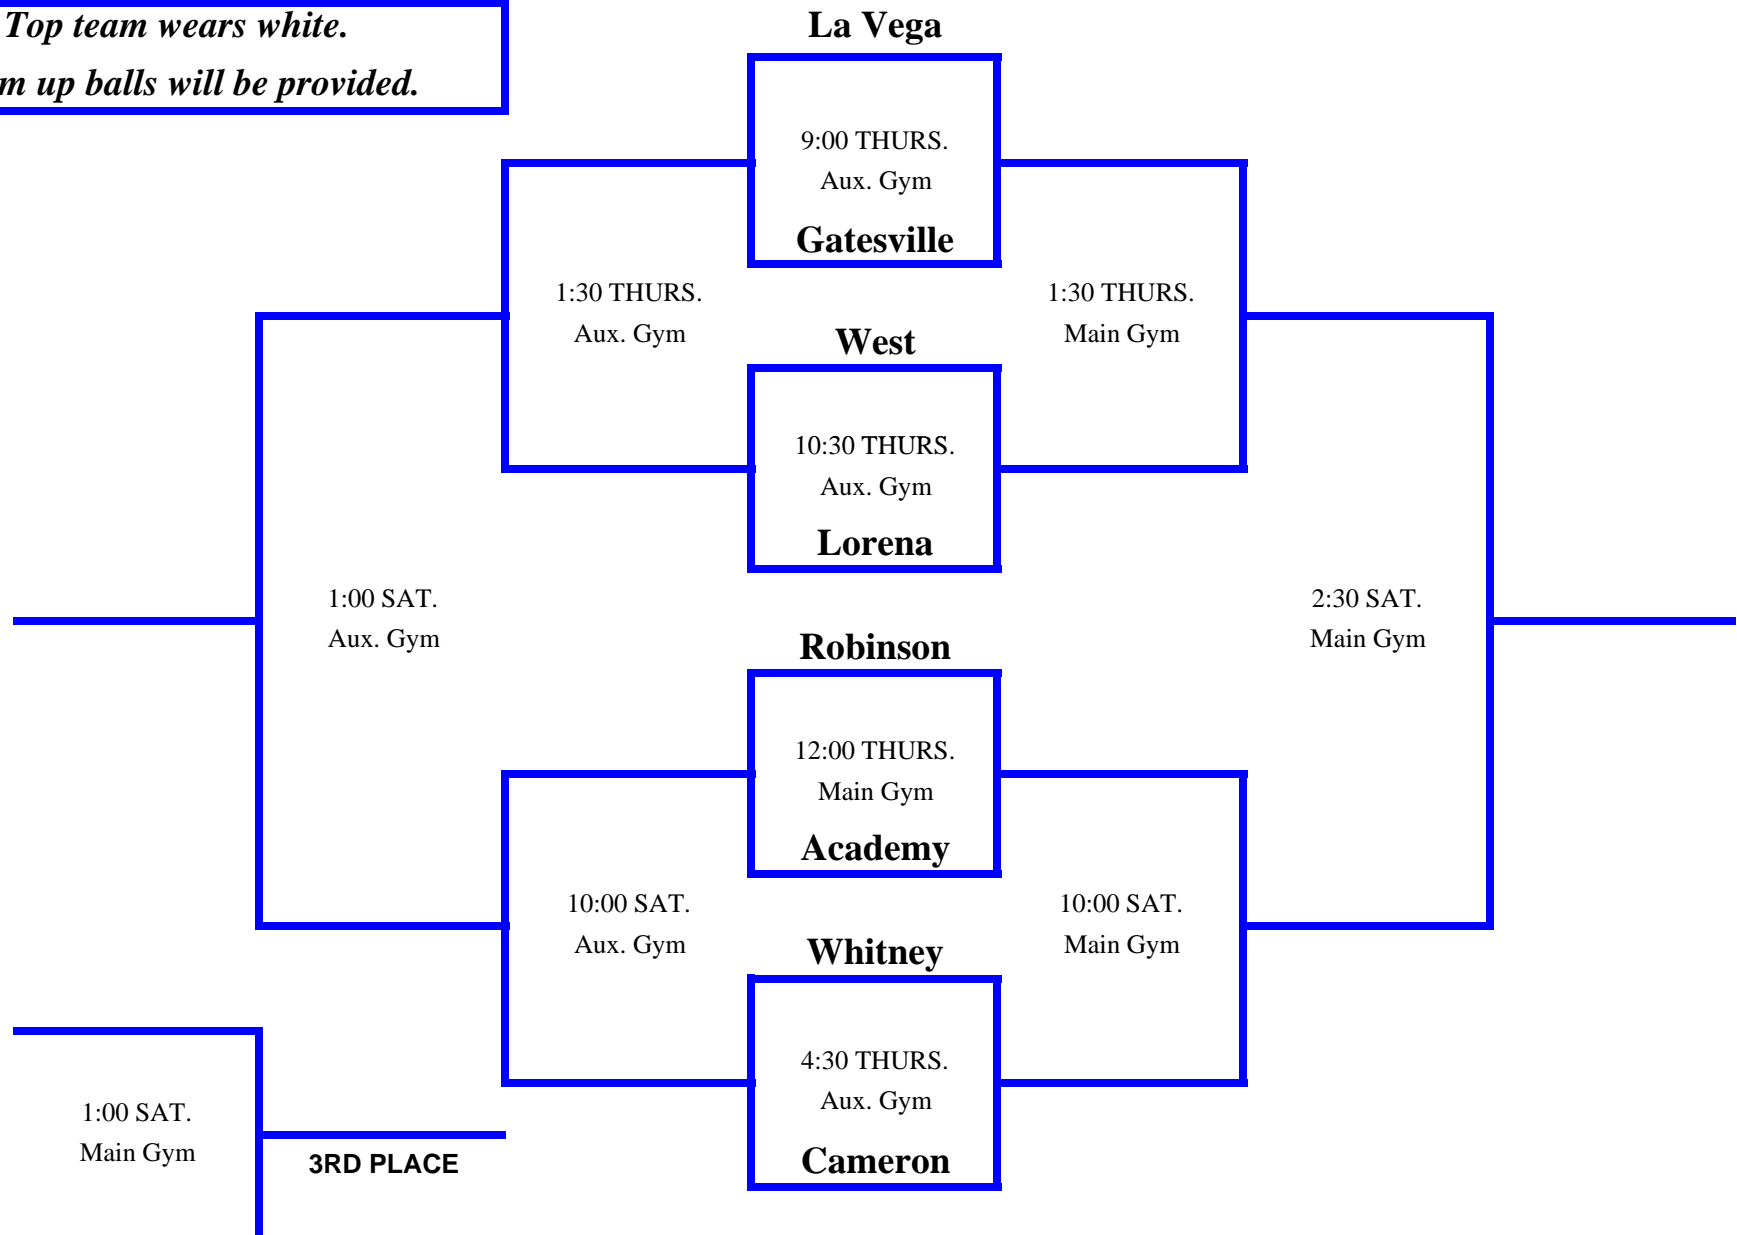 Top team wears white.
up balls will be provided.
La Vega
9:00 THURS.
Aux. Gym
Gatesville
1:30 THURS.
Aux. Gym
1:30 THURS.
Main Gym
West
10:30 THURS.
Aux. Gym
Lorena
1:00 SAT.
Aux. Gym
2:30 SAT.
Main Gym
Robinson
12:00 THURS.
Main Gym
Academy
10:00 SAT.
Aux. Gym
10:00 SAT.
Main Gym
Whitney
4:30 THURS.
Aux. Gym
Cameron
1:00 SAT.
Main Gym
3RD PLACE